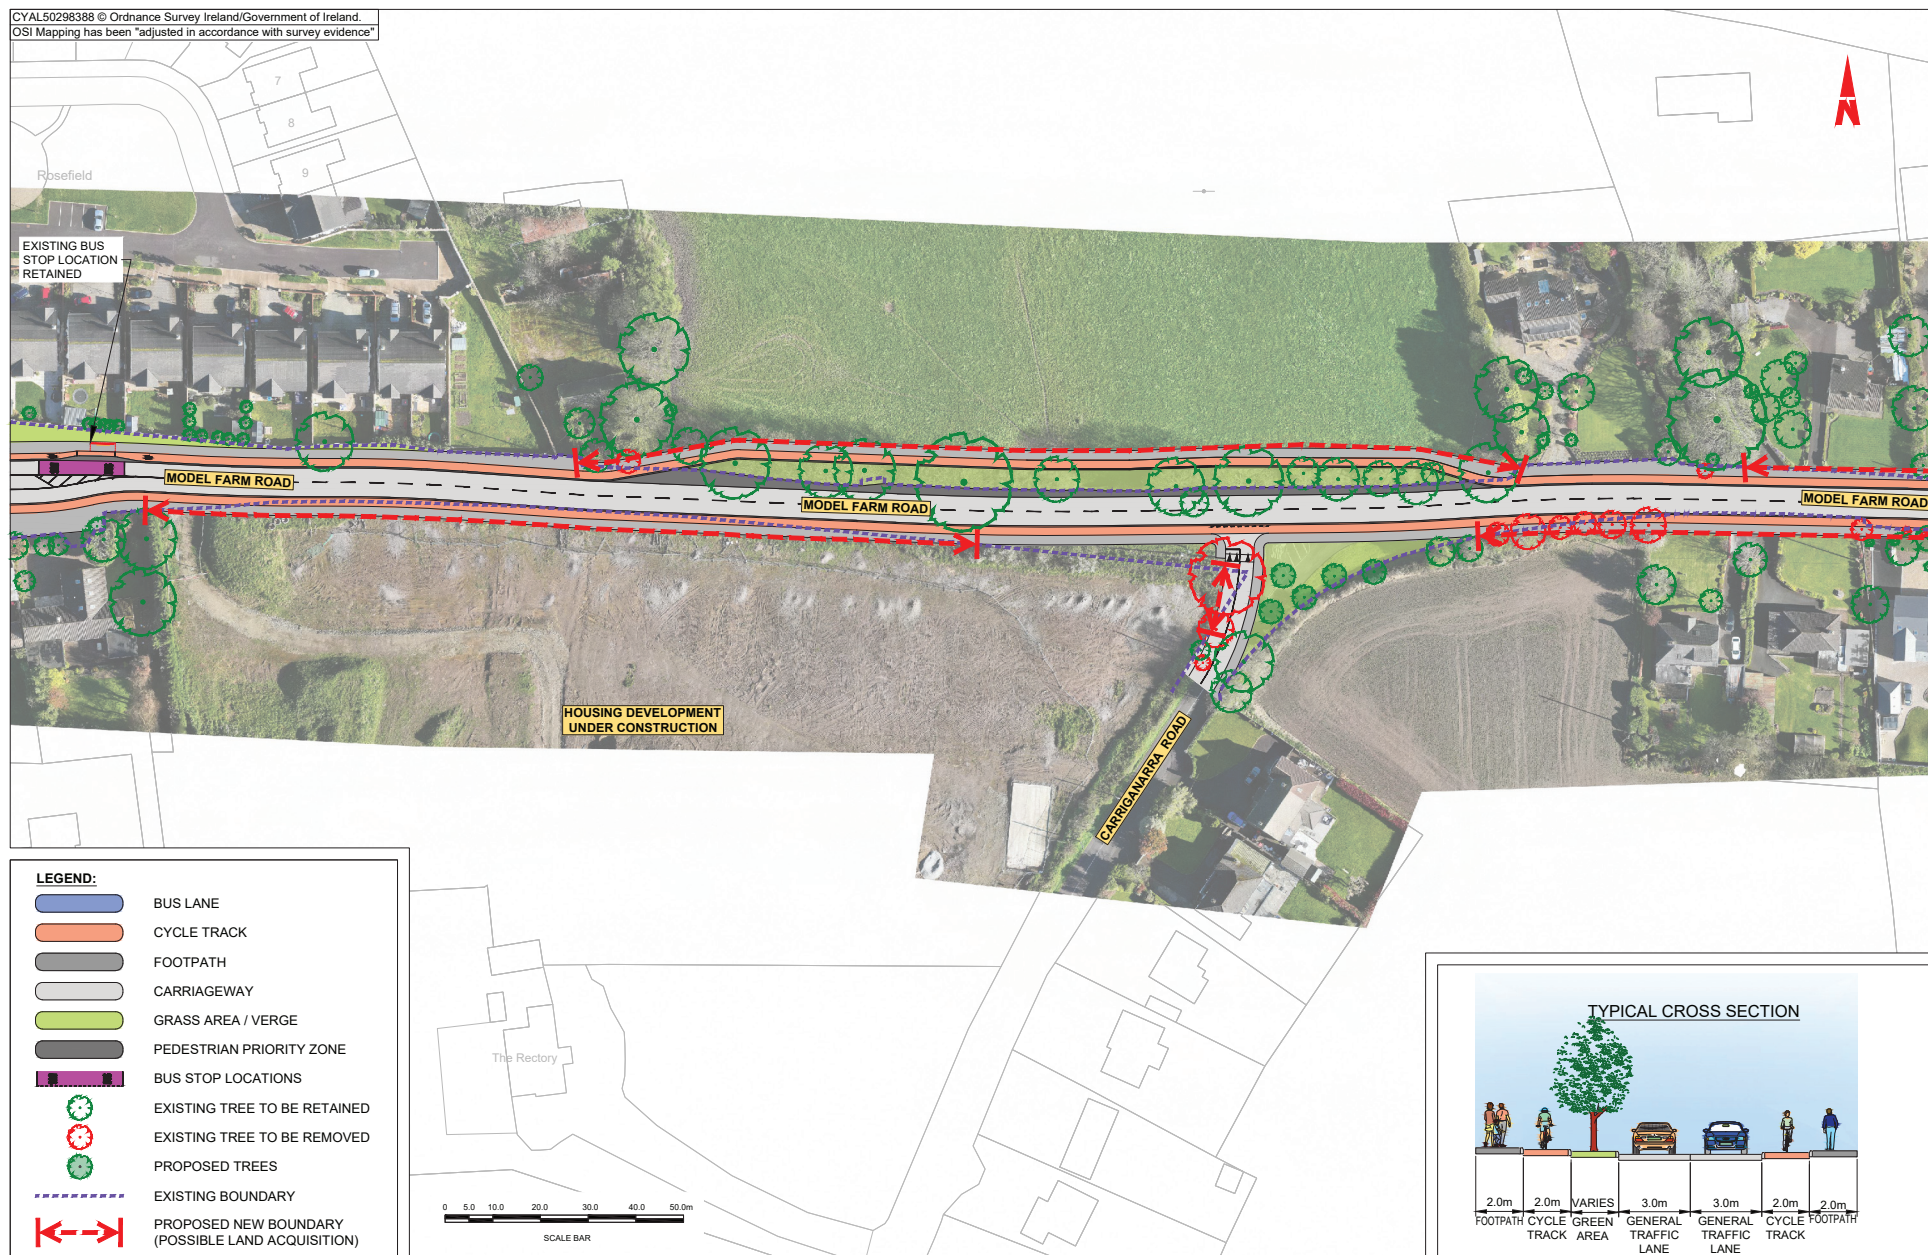 CYAL50298388 © Ordnance Survey Ireland/Government of Ireland.
OSI Mapping has been "adjusted in accordance with survey evidence"
7
8
9
Rosefield
N
EXISTING BUS
STOP LOCATION
RETAINED
MODEL FARM ROAD
MODEL FARM ROAD
MODEL FARM ROAD
HOUSING DEVELOPMENT
UNDER CONSTRUCTION
CARRIGANARRA ROAD
LEGEND:
BUS LANE
CYCLE TRACK
FOOTPATH
CARRIAGEWAY
GRASS AREA / VERGE
PEDESTRIAN PRIORITY ZONE
BUS STOP LOCATIONS
EXISTING TREE TO BE RETAINED
EXISTING TREE TO BE REMOVED
PROPOSED TREES
EXISTING BOUNDARY
PROPOSED NEW BOUNDARY
(POSSIBLE LAND ACQUISITION)
The Rectory
0 5.0 10.0 20.0 30.0 40.0 50.0m
SCALE BAR
TYPICAL CROSS SECTION
2.0m 2.0m VARIES 3.0m 3.0m 2.0m 2.0m
FOOTPATH CYCLE GREEN GENERAL GENERAL CYCLE FOOTPATH
TRACK AREA TRAFFIC TRAFFIC TRACK
LANE LANE